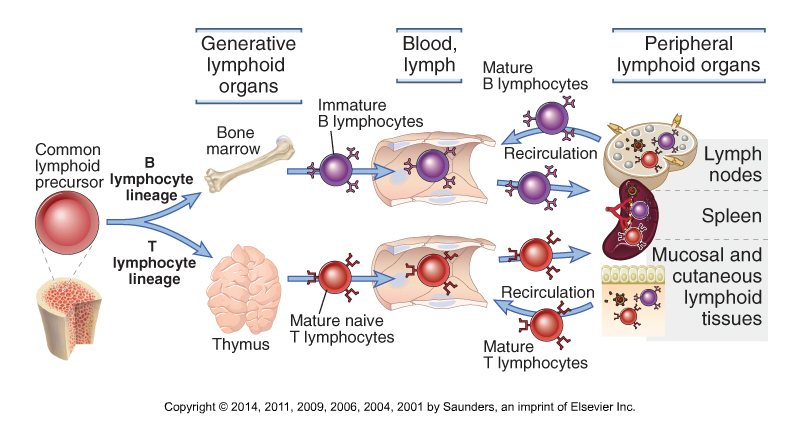 Generative
lymphoid
organs
Blood,
lymph
Peripheral
lymphoid organs
Common
lymphoid
precursor
B
lymphocyte
lineage
T
lymphocyte
lineage
Bone
marrow
Thymus
Immature
B lymphocytes
Mature naive
T lymphocytes
Mature
B lymphocytes
Recirculation
Recirculation
Mature
T lymphocytes
Lymph
nodes
Spleen
Mucosal and
cutaneous
lymphoid
tissues
Copyright © 2014, 2011, 2009, 2006, 2004, 2001 by Saunders, an imprint of Elsevier Inc.